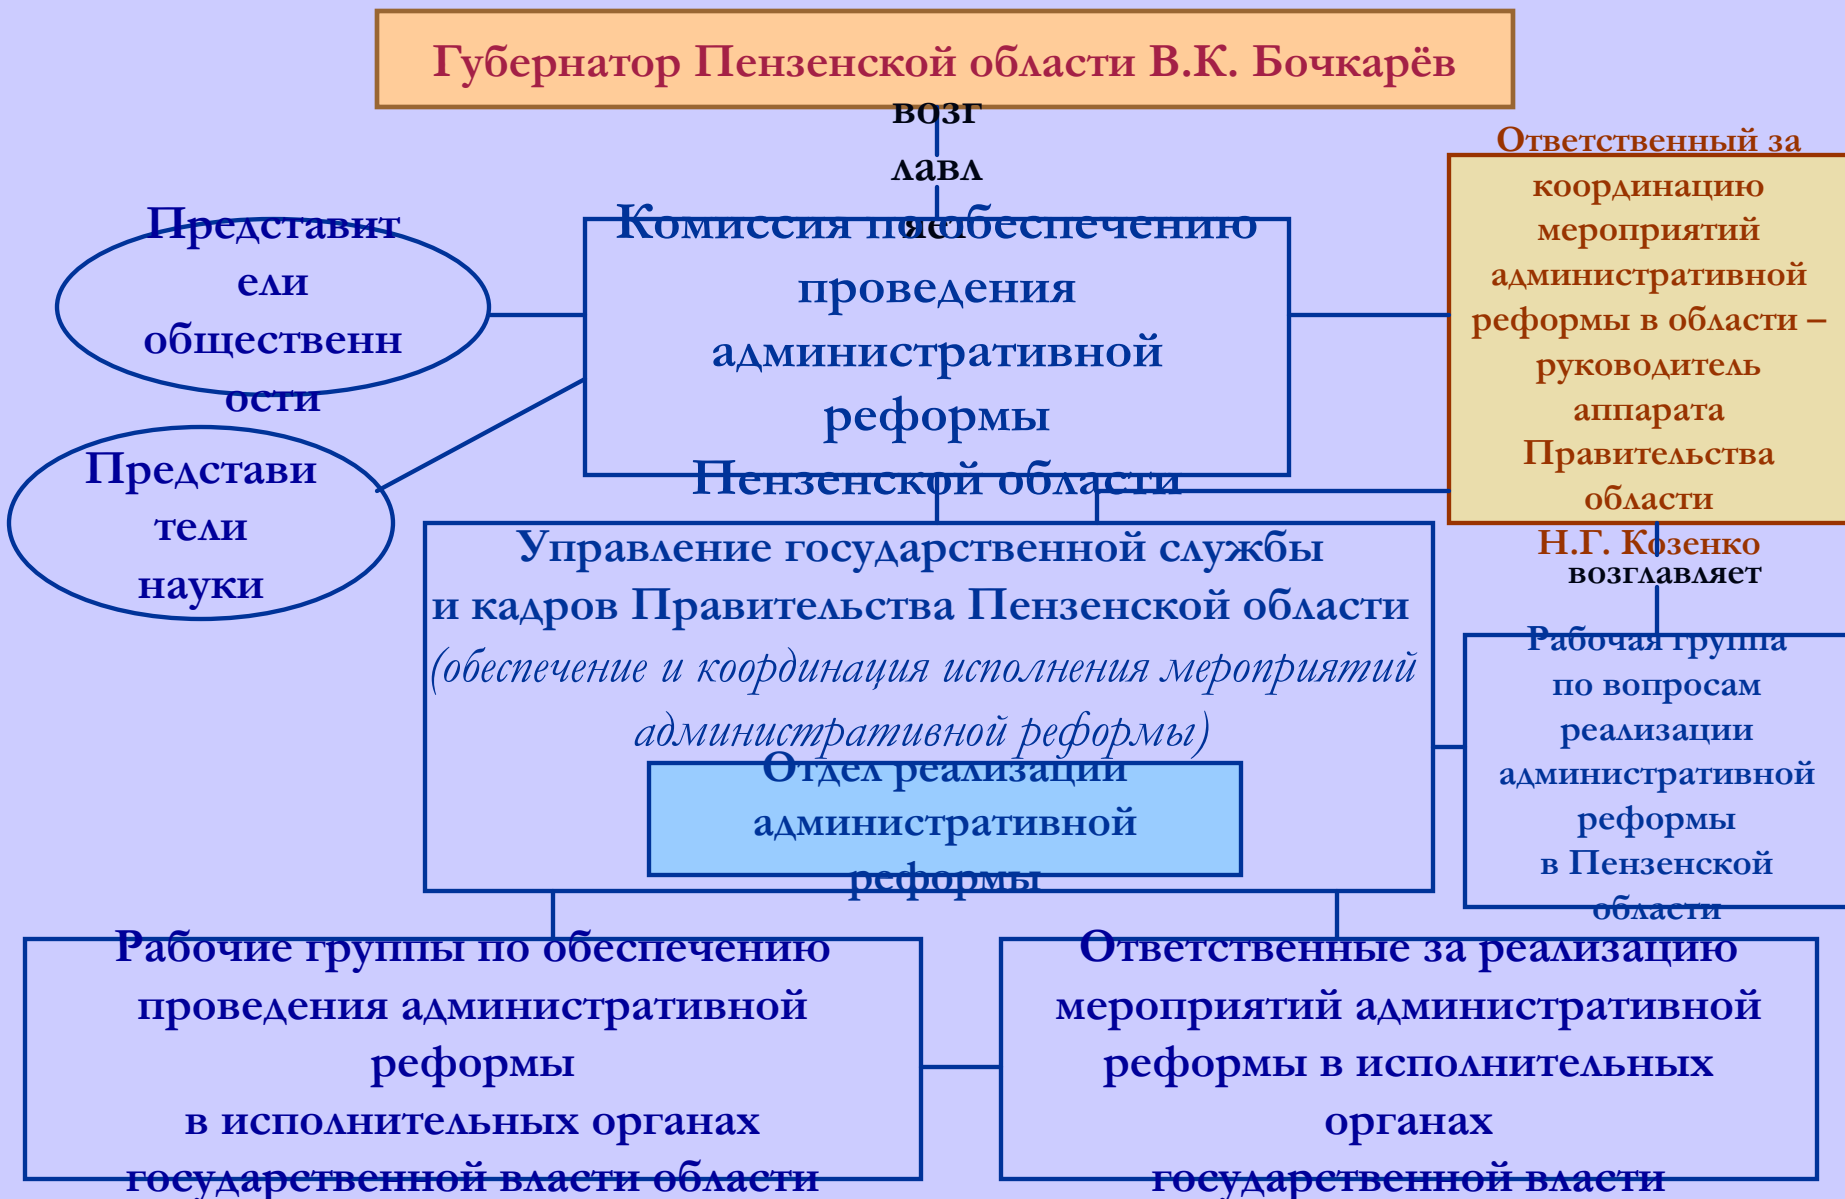 Губернатор Пензенской области В.К. Бочкарёв
возг
лавл
яет
Представит
ели
общественн
ости
Представи
тели
науки
Комиссия по обеспечению
проведения
административной
реформы
Пензенской области
Ответственный за
координацию
мероприятий
административной
реформы в области –
руководитель
аппарата
Правительства
области
Н.Г. Козенко
возглавляет
Управление государственной службы
и кадров Правительства Пензенской области
(обеспечение и координация исполнения мероприятий
административной реформы)
Отдел реализации
административной
реформы
Рабочая группа
по вопросам
реализации
административной
реформы
в Пензенской
области
Рабочие группы по обеспечению
проведения административной
реформы
в исполнительных органах
государственной власти области
Ответственные за реализацию
мероприятий административной
реформы в исполнительных
органах
государственной власти